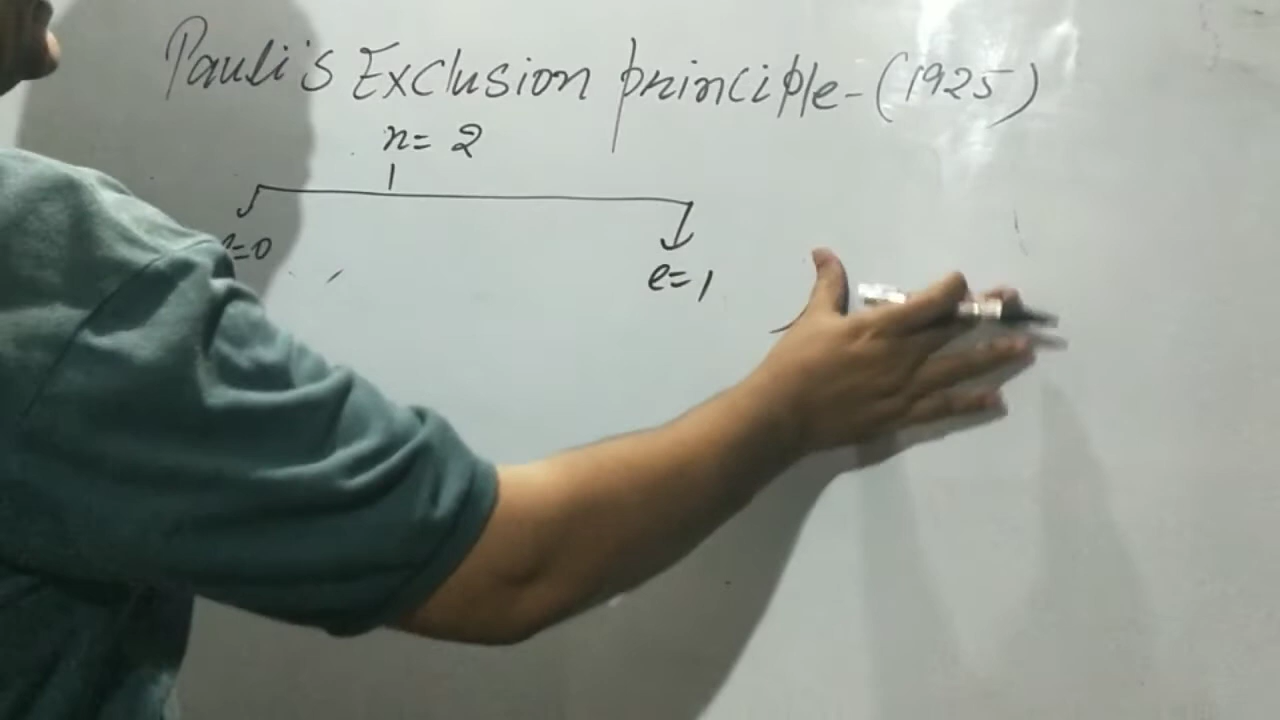 Pauli's Exclusion principle - (1925)
n = 2
l=0
l=1